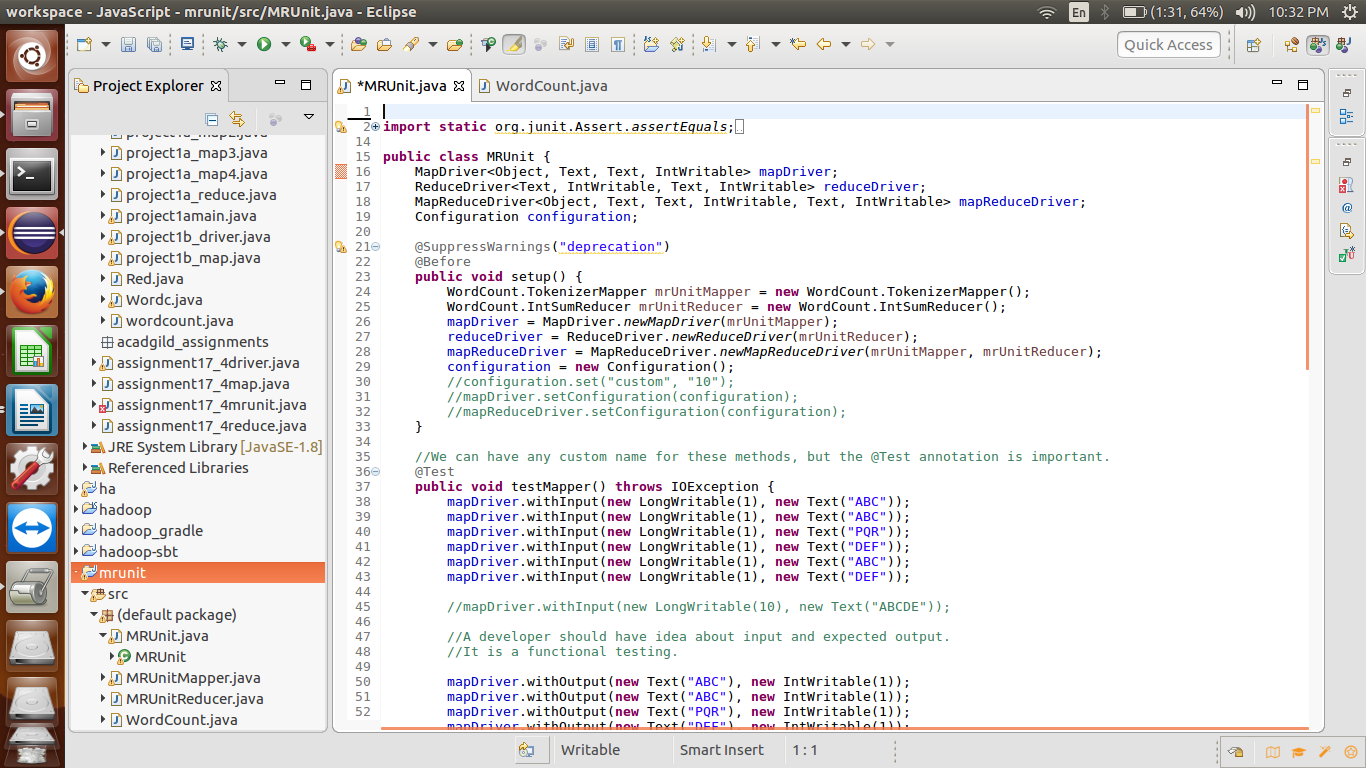 workspace - JavaScript - mrunit/src/MRUnit.java - Eclipse
En
(1:31, 64%)
10:32 PM
Quick Access
Project Explorer
project1a_map2.java
project1a_map3.java
project1a_map4.java
project1a_reduce.java
project1amain.java
project1b_driver.java
project1b_map.java
Red.java
Wordc.java
wordcount.java
acadgild_assignments
assignment17_4driver.java
assignment17_4map.java
assignment17_4mrunit.java
assignment17_4reduce.java
JRE System Library [JavaSE-1.8]
Referenced Libraries
ha
hadoop
hadoop_gradle
hadoop-sbt
mrunit
src
(default package)
MRUnit.java
MRUnit
MRUnitMapper.java
MRUnitReducer.java
WordCount.java
*MRUnit.java
WordCount.java
1
2 import static org.junit.Assert.assertEquals;
14
15 public class MRUnit {
16 MapDriver<Object, Text, Text, IntWritable> mapDriver;
17 ReduceDriver<Text, IntWritable, Text, IntWritable> reduceDriver;
18 MapReduceDriver<Object, Text, Text, IntWritable, Text, IntWritable> mapReduceDriver;
19 Configuration configuration;
20
21 @SuppressWarnings("deprecation")
22 @Before
23 public void setup() {
24 WordCount.TokenizerMapper mrUnitMapper = new WordCount.TokenizerMapper();
25 WordCount.IntSumReducer mrUnitReducer = new WordCount.IntSumReducer();
26 mapDriver = MapDriver.newMapDriver(mrUnitMapper);
27 reduceDriver = ReduceDriver.newReduceDriver(mrUnitReducer);
28 mapReduceDriver = MapReduceDriver.newMapReduceDriver(mrUnitMapper, mrUnitReducer);
29 configuration = new Configuration();
30 //configuration.set("custom", "10");
31 //mapDriver.setConfiguration(configuration);
32 //mapReduceDriver.setConfiguration(configuration);
33 }
34
35 //We can have any custom name for these methods, but the @Test annotation is important.
36 @Test
37 public void testMapper() throws IOException {
38 mapDriver.withInput(new LongWritable(1), new Text("ABC"));
39 mapDriver.withInput(new LongWritable(1), new Text("ABC"));
40 mapDriver.withInput(new LongWritable(1), new Text("PQR"));
41 mapDriver.withInput(new LongWritable(1), new Text("DEF"));
42 mapDriver.withInput(new LongWritable(1), new Text("ABC"));
43 mapDriver.withInput(new LongWritable(1), new Text("DEF"));
44
45 //mapDriver.withInput(new LongWritable(10), new Text("ABCDE"));
46
47 //A developer should have idea about input and expected output.
48 //It is a functional testing.
49
50 mapDriver.withOutput(new Text("ABC"), new IntWritable(1));
51 mapDriver.withOutput(new Text("ABC"), new IntWritable(1));
52 mapDriver.withOutput(new Text("PQR"), new IntWritable(1));
mapDriver.withOutput(new Text("DEF"), new IntWritable(1));
Writable
Smart Insert
1 : 1